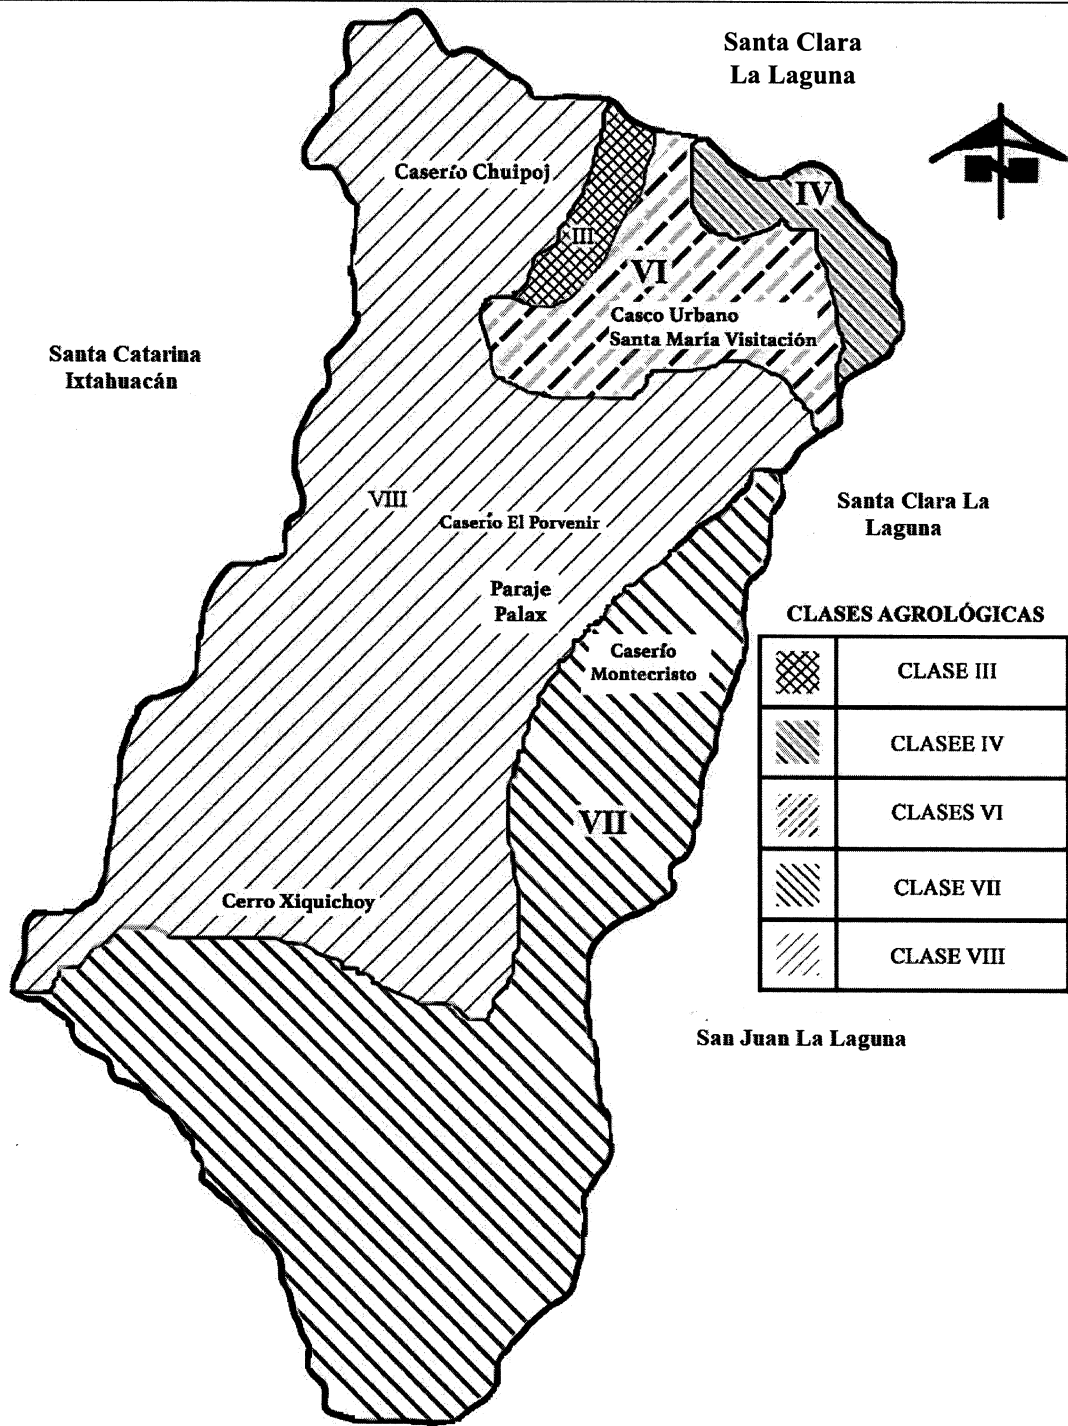 Santa Clara
La Laguna
Caserío Chuipoj
IV
III
VI
Casco Urbano
Santa María Visitación
Santa Catarina
Ixtahuacán
VIII
Caserío El Porvenir
Santa Clara La
Laguna
Paraje
Palax
CLASES AGROLÓGICAS
Caserío
Montecristo
CLASE III
CLASEE IV
CLASES VI
VII
CLASE VII
Cerro Xiquichoy
CLASE VIII
San Juan La Laguna